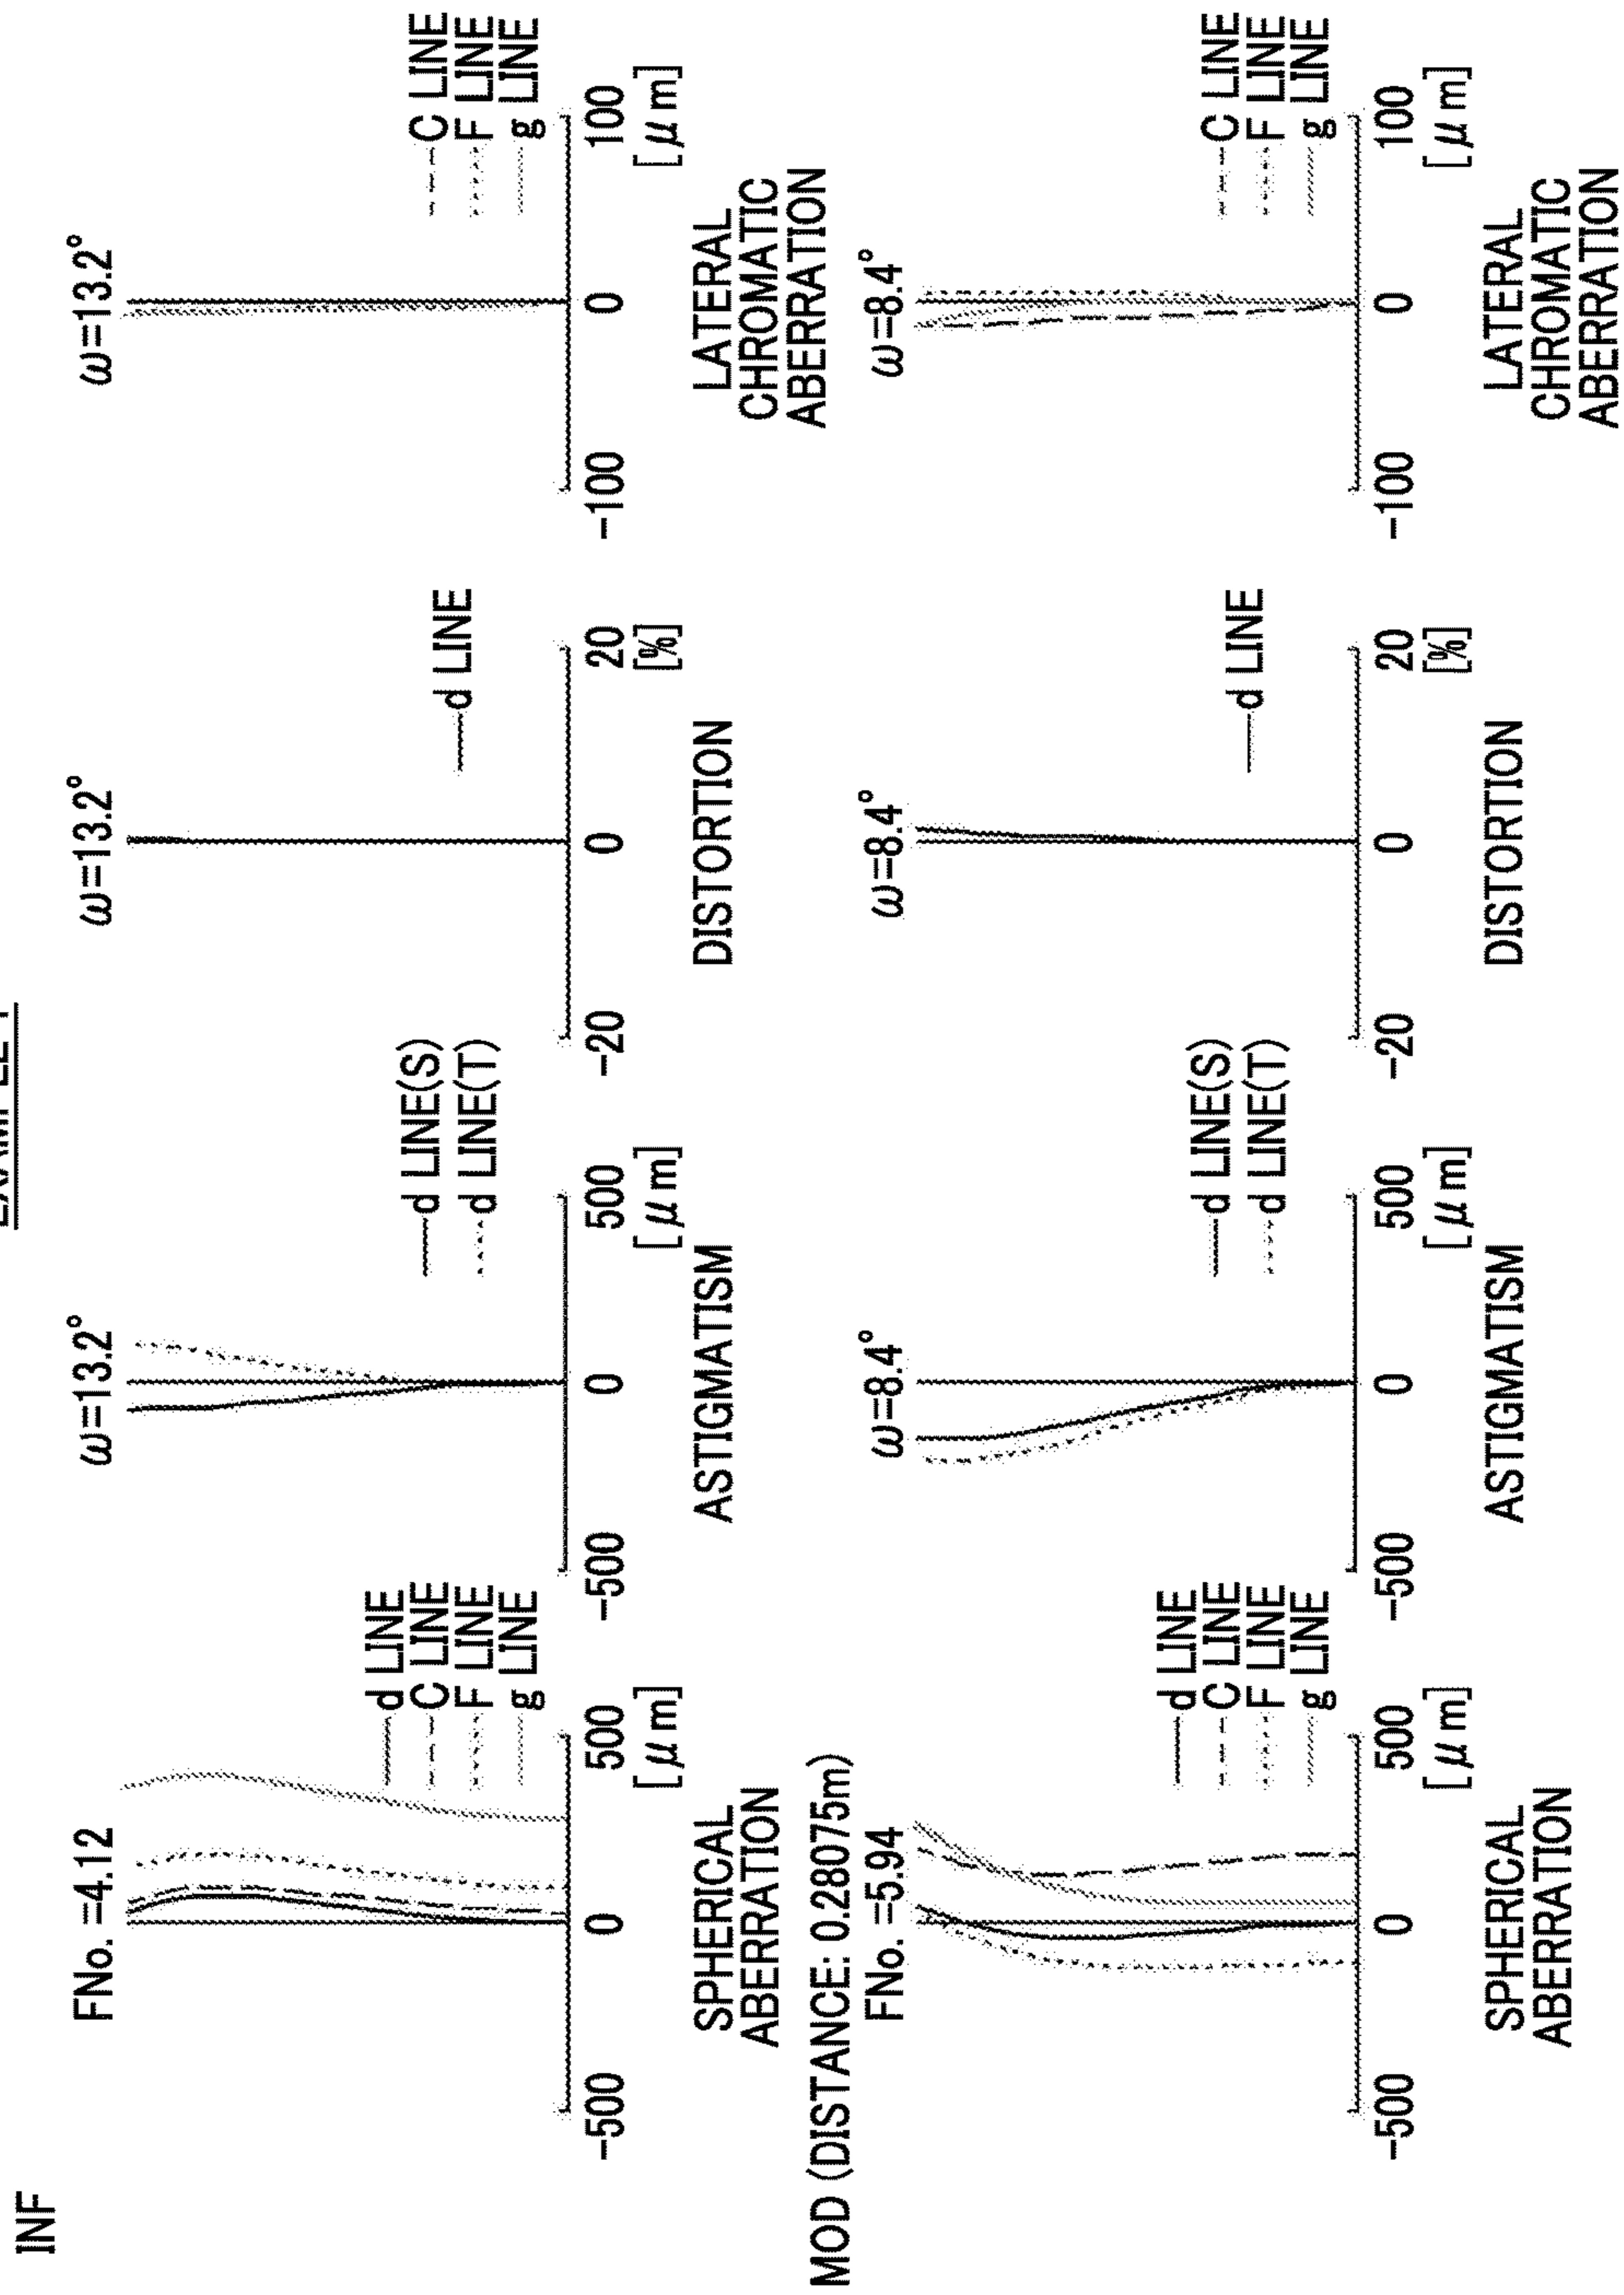 EXAMPLE
INF
FNo. =4.12
d LINE
C LINE
F LINE
g LINE
-500
0
500
[μm]
SPHERICAL
ABERRATION
ω=13.2°
d LINE(S)
d LINE(T)
-500
0
500
[μm]
ASTIGMATISM
ω=13.2°
d LINE
-20
0
20
[%]
DISTORTION
ω=13.2°
C LINE
F LINE
g LINE
-100
0
100
[μm]
LATERAL
CHROMATIC
ABERRATION
MOD (DISTANCE: 0.28075m)
FNo. =5.94
d LINE
C LINE
F LINE
g LINE
-500
0
500
[μm]
SPHERICAL
ABERRATION
ω=8.4°
d LINE(S)
d LINE(T)
-500
0
500
[μm]
ASTIGMATISM
ω=8.4°
d LINE
-20
0
20
[%]
DISTORTION
ω=8.4°
C LINE
F LINE
g LINE
-100
0
100
[μm]
LATERAL
CHROMATIC
ABERRATION